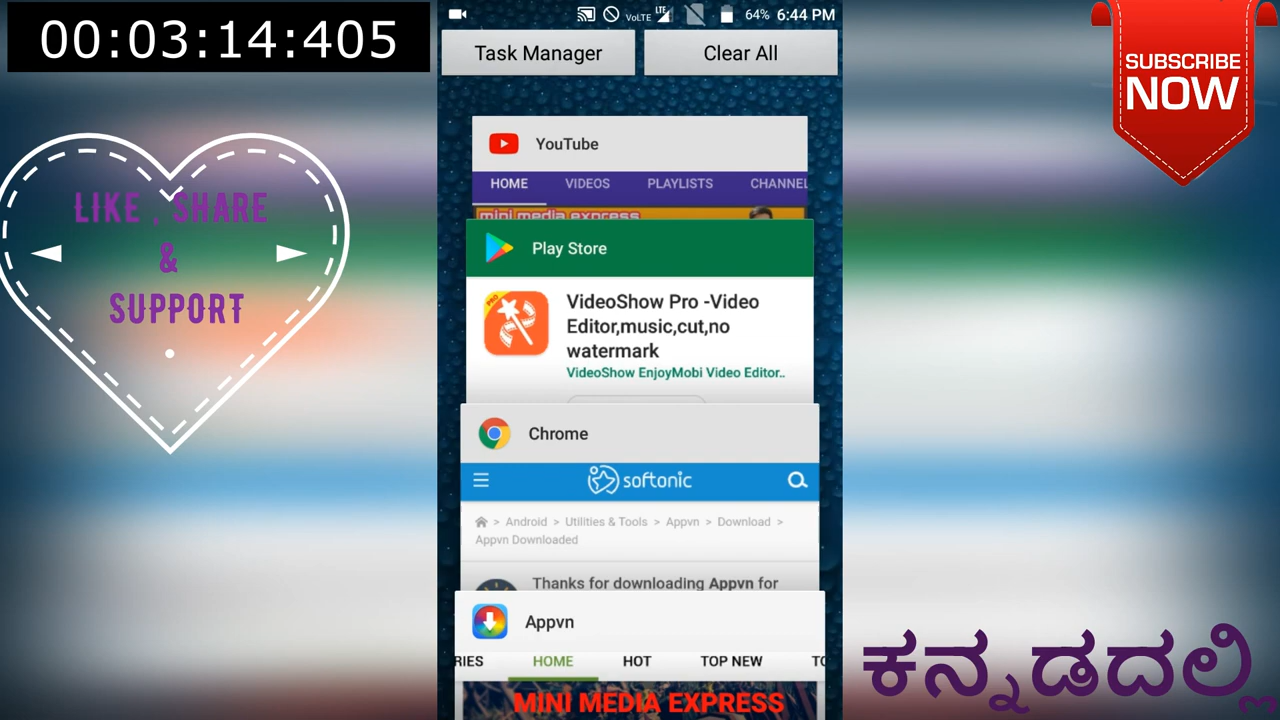 00:03:14:405
VoLTE LTE 64% 6:44 PM
Task Manager Clear All
SUBSCRIBE
NOW
YouTube
HOME VIDEOS PLAYLISTS CHANNEL
mini media express
LIKE , SHARE
&
SUPPORT
Play Store
PRO
VideoShow Pro -Video
Editor,music,cut,no
watermark
VideoShow EnjoyMobi Video Editor..
Chrome
softonic
> Android > Utilities & Tools > Appvn > Download >
Appvn Downloaded
Thanks for downloading Appvn for
Appvn
RIES HOME HOT TOP NEW TO
MINI MEDIA EXPRESS
ಕನ್ನಡದಲ್ಲಿ